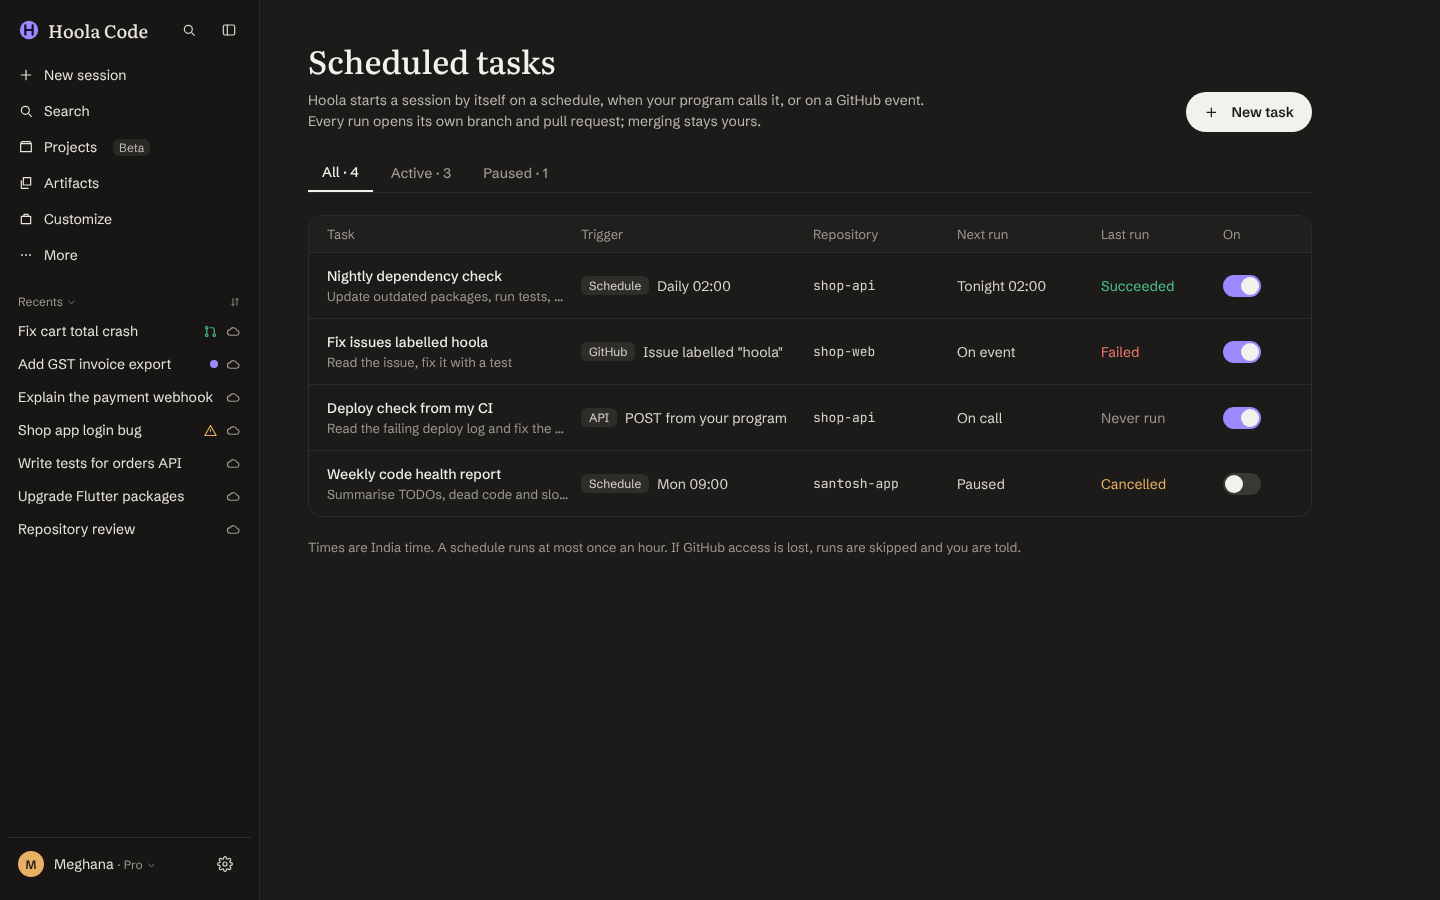 Hoola Code
New session
Search
Projects Beta
Artifacts
Customize
More
Recents
Fix cart total crash
Add GST invoice export
Explain the payment webhook
Shop app login bug
Write tests for orders API
Upgrade Flutter packages
Repository review
M Meghana · Pro
Scheduled tasks
Hoola starts a session by itself on a schedule, when your program calls it, or on a GitHub event.
Every run opens its own branch and pull request; merging stays yours.
New task
All · 4 Active · 3 Paused · 1
Task Trigger Repository Next run Last run On
Nightly dependency check
Update outdated packages, run tests, ...
Schedule Daily 02:00 shop-api Tonight 02:00 Succeeded
Fix issues labelled hoola
Read the issue, fix it with a test
GitHub Issue labelled "hoola" shop-web On event Failed
Deploy check from my CI
Read the failing deploy log and fix the ...
API POST from your program shop-api On call Never run
Weekly code health report
Summarise TODOs, dead code and slo...
Schedule Mon 09:00 santosh-app Paused Cancelled
Times are India time. A schedule runs at most once an hour. If GitHub access is lost, runs are skipped and you are told.